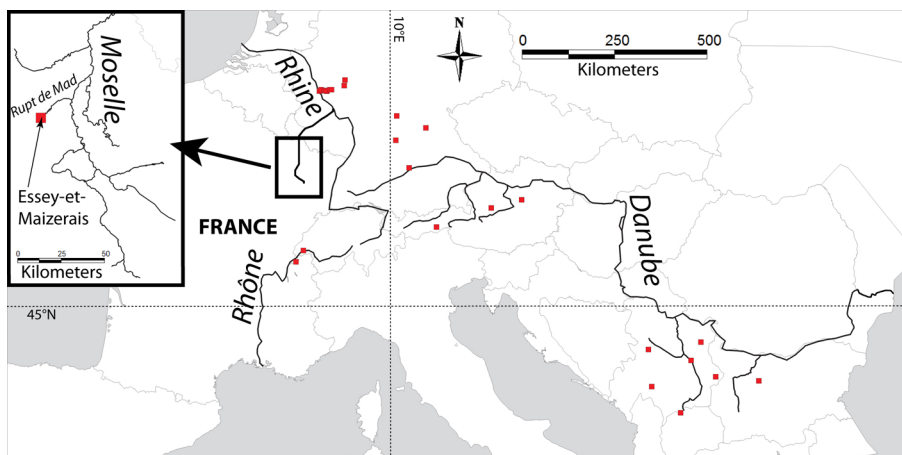 Moselle
Rupt de Mad
Essey-et-
Maizerais
0 25 50
Kilometers
10°E
N
0 250 500
Kilometers
Rhine
FRANCE
Rhône
Danube
45°N